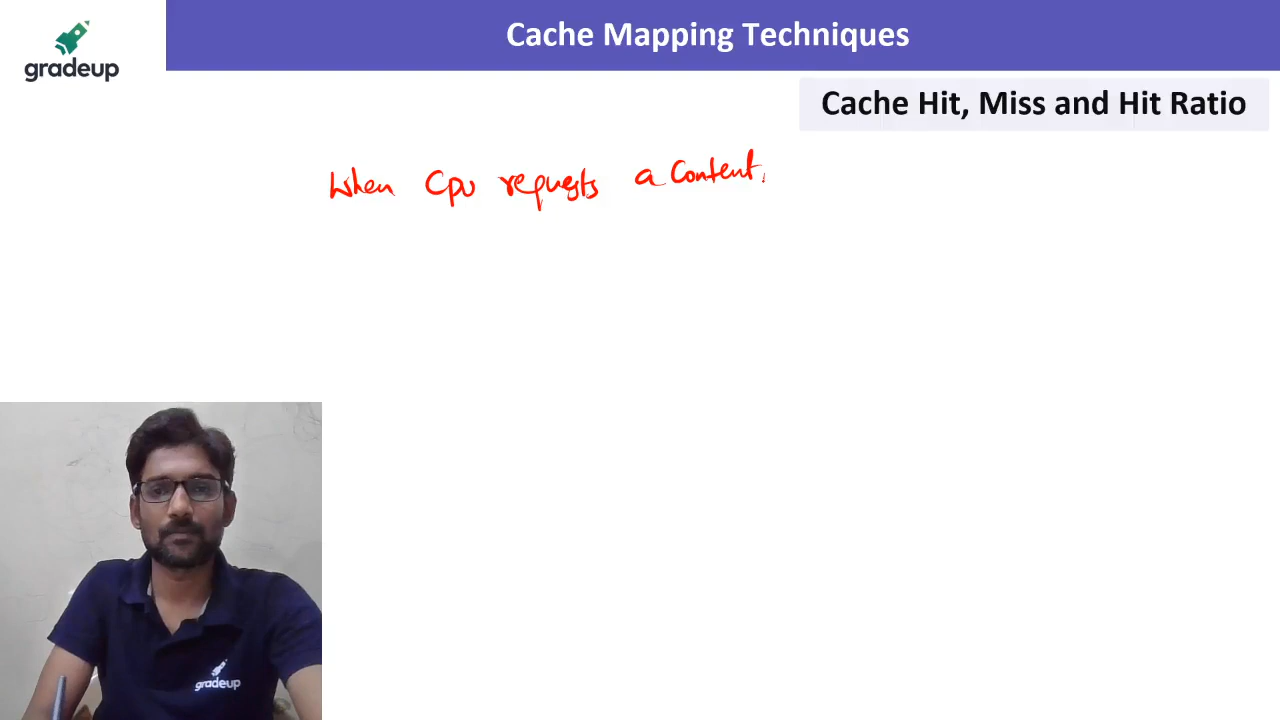 gradeup
Cache Mapping Techniques
Cache Hit, Miss and Hit Ratio
When Cpu requests a Content,
gradeup